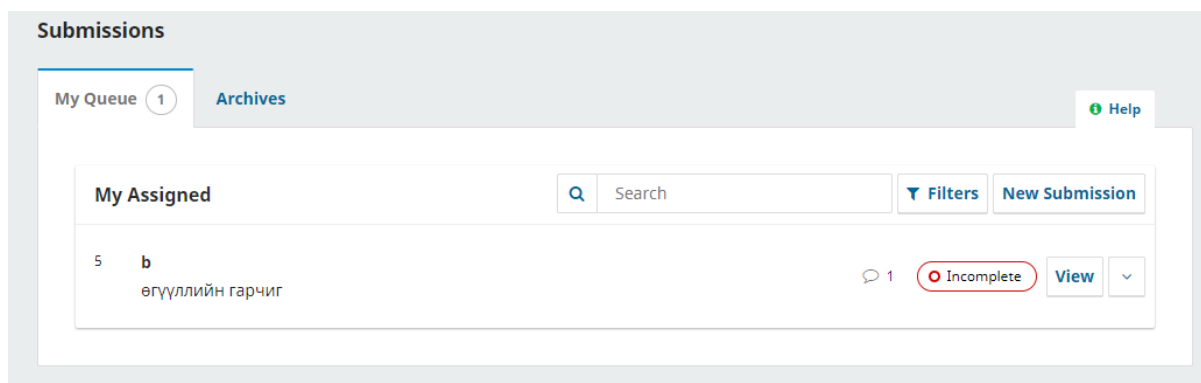 Submissions
My Queue 1 Archives
Help
My Assigned Search Filters New Submission
5 b 1 Incomplete View
өгүүллийн гарчиг